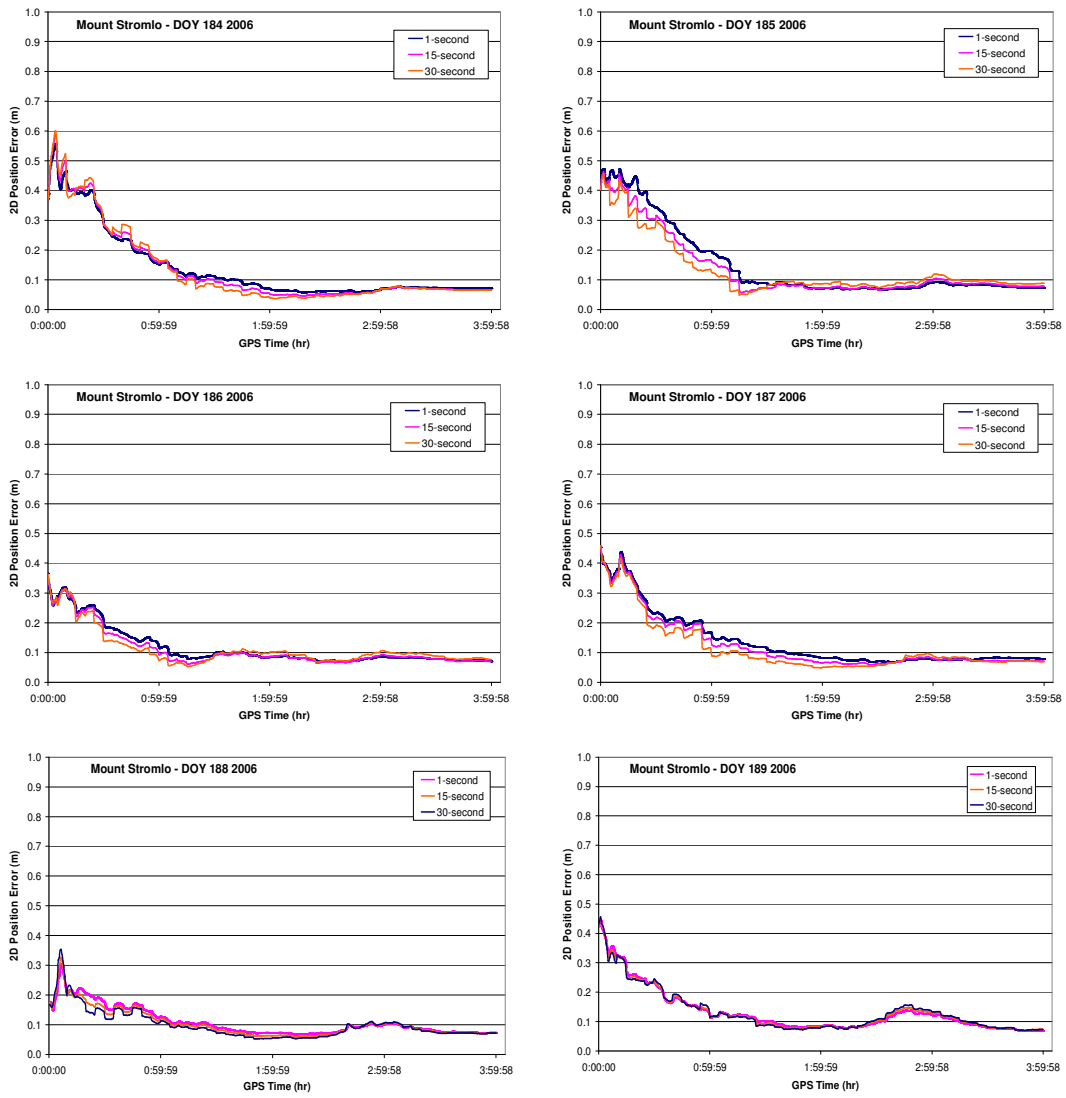 Mount Stromlo - DOY 184 2006
1-second
15-second
30-second
2D Position Error (m)
1.0
0.9
0.8
0.7
0.6
0.5
0.4
0.3
0.2
0.1
0.0
0:00:00 0:59:59 1:59:59 2:59:58 3:59:58
GPS Time (hr)
Mount Stromlo - DOY 185 2006
1-second
15-second
30-second
2D Position Error (m)
1.0
0.9
0.8
0.7
0.6
0.5
0.4
0.3
0.2
0.1
0.0
0:00:00 0:59:59 1:59:59 2:59:58 3:59:58
GPS Time (hr)
Mount Stromlo - DOY 186 2006
1-second
15-second
30-second
2D Position Error (m)
1.0
0.9
0.8
0.7
0.6
0.5
0.4
0.3
0.2
0.1
0.0
0:00:00 0:59:59 1:59:59 2:59:58 3:59:58
GPS Time (hr)
Mount Stromlo - DOY 187 2006
1-second
15-second
30-second
2D Position Error (m)
1.0
0.9
0.8
0.7
0.6
0.5
0.4
0.3
0.2
0.1
0.0
0:00:00 0:59:59 1:59:59 2:59:58 3:59:58
GPS Time (hr)
Mount Stromlo - DOY 188 2006
1-second
15-second
30-second
2D Position Error (m)
1.0
0.9
0.8
0.7
0.6
0.5
0.4
0.3
0.2
0.1
0.0
0:00:00 0:59:59 1:59:59 2:59:58 3:59:58
GPS Time (hr)
Mount Stromlo - DOY 189 2006
1-second
15-second
30-second
2D Position Error (m)
1.0
0.9
0.8
0.7
0.6
0.5
0.4
0.3
0.2
0.1
0.0
0:00:00 0:59:59 1:59:59 2:59:58 3:59:58
GPS Time (hr)